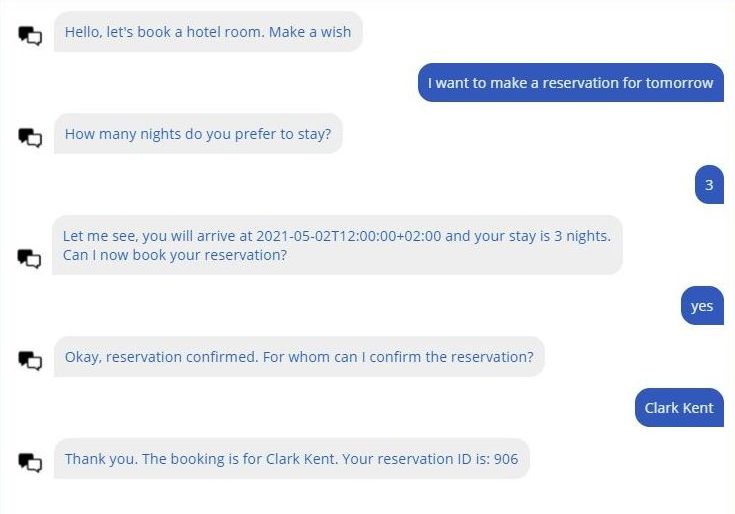 Hello, let's book a hotel room. Make a wish
I want to make a reservation for tomorrow
How many nights do you prefer to stay?
3
Let me see, you will arrive at 2021-05-02T12:00:00+02:00 and your stay is 3 nights.
Can I now book your reservation?
yes
Okay, reservation confirmed. For whom can I confirm the reservation?
Clark Kent
Thank you. The booking is for Clark Kent. Your reservation ID is: 906